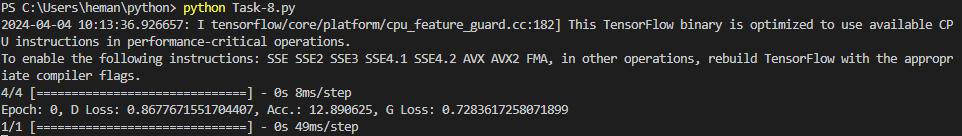 PS C:\Users\heman\python> python Task-8.py
2024-04-04 10:13:36.926657: I tensorflow/core/platform/cpu_feature_guard.cc:182] This TensorFlow binary is optimized to use available CP
U instructions in performance-critical operations.
To enable the following instructions: SSE SSE2 SSE3 SSE4.1 SSE4.2 AVX AVX2 FMA, in other operations, rebuild TensorFlow with the appropr
iate compiler flags.
4/4 [==============================] - 0s 8ms/step
Epoch: 0, D Loss: 0.8677671551704407, Acc.: 12.890625, G Loss: 0.7283617258071899
1/1 [==============================] - 0s 49ms/step